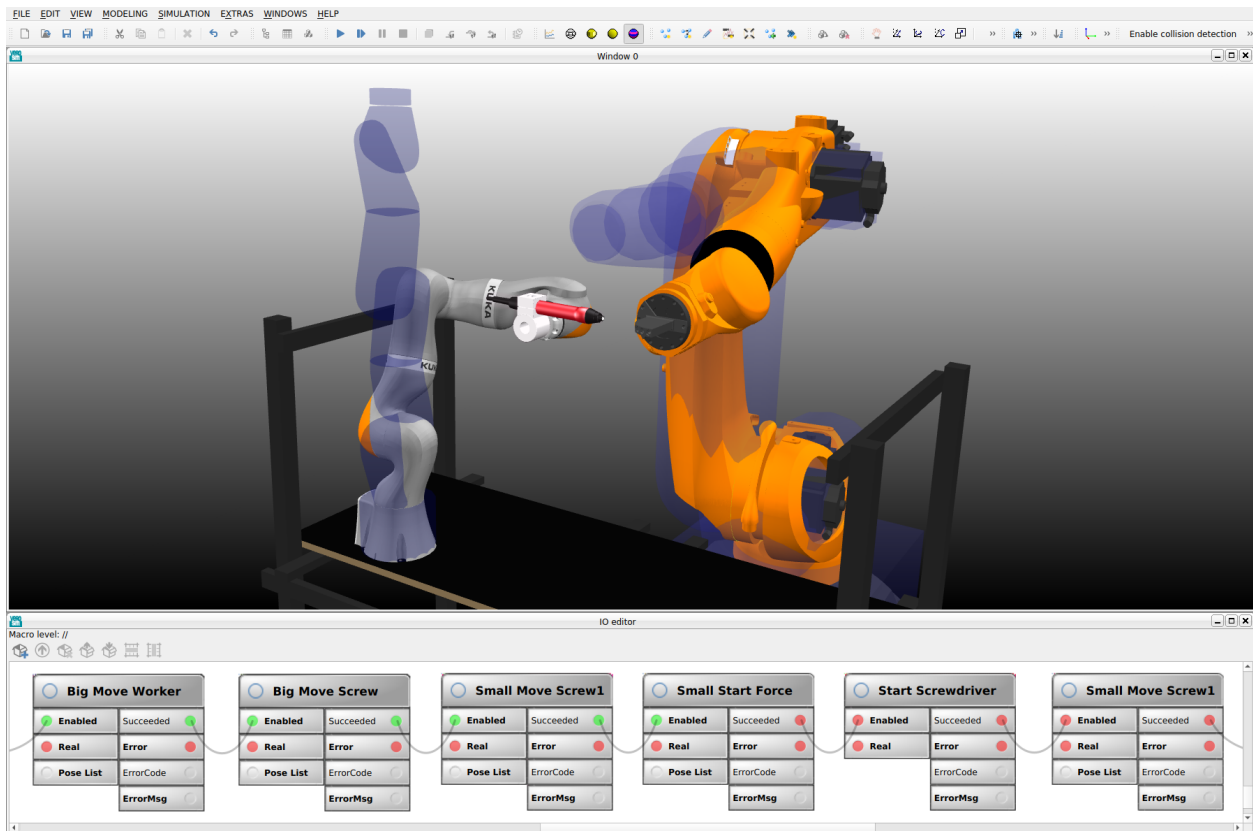 FILE EDIT VIEW MODELING SIMULATION EXTRAS WINDOWS HELP
Enable collision detection
Window 0
KUKA
KU
IO editor
Macro level: //
Big Move Worker
Enabled Succeeded
Real Error
Pose List ErrorCode
ErrorMsg
Big Move Screw
Enabled Succeeded
Real Error
Pose List ErrorCode
ErrorMsg
Small Move Screw1
Enabled Succeeded
Real Error
Pose List ErrorCode
ErrorMsg
Small Start Force
Enabled Succeeded
Real Error
Pose List ErrorCode
ErrorMsg
Start Screwdriver
Enabled Succeeded
Real Error
ErrorCode
ErrorMsg
Small Move Screw1
Enabled Succeeded
Real Error
Pose List ErrorCode
ErrorMsg